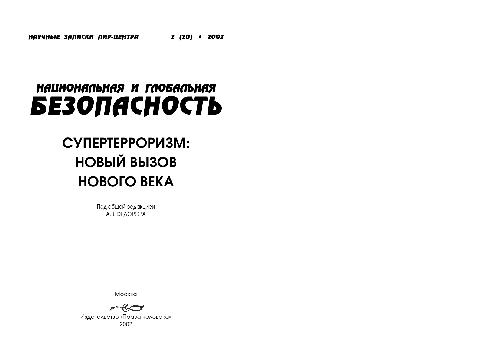 НАУЧНЫЕ ЗАПИСКИ ПИР-ЦЕНТРА 2 (20) • 2002
НАЦИОНАЛЬНАЯ И ГЛОБАЛЬНАЯ
БЕЗОПАСНОСТЬ
СУПЕРТЕРРОРИЗМ:
НОВЫЙ ВЫЗОВ
НОВОГО ВЕКА
Под общей редакцией
А.В. ФЕДОРОВА
Москва
Издательство «Права человека»
2002